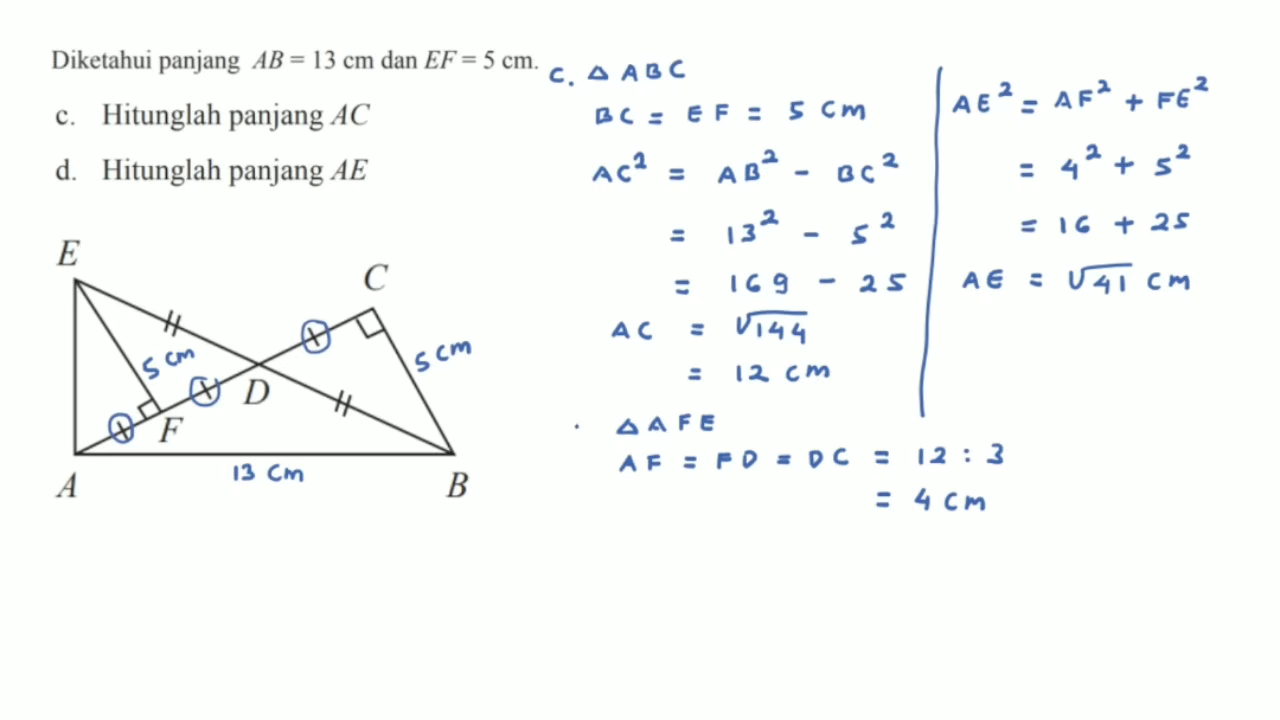 Diketahui panjang AB = 13 cm dan EF = 5 cm.
c. Hitunglah panjang AC
d. Hitunglah panjang AE
E
C
5 cm
5 cm
D
F
A
13 cm
B
C. △ ABC
BC = EF = 5 cm
AC² = AB² - BC²
= 13² - 5²
= 169 - 25
AC = √144
= 12 cm
△ AFE
AF = FD = DC = 12 : 3
= 4 cm
AE² = AF² + FE²
= 4² + 5²
= 16 + 25
AE = √41 cm